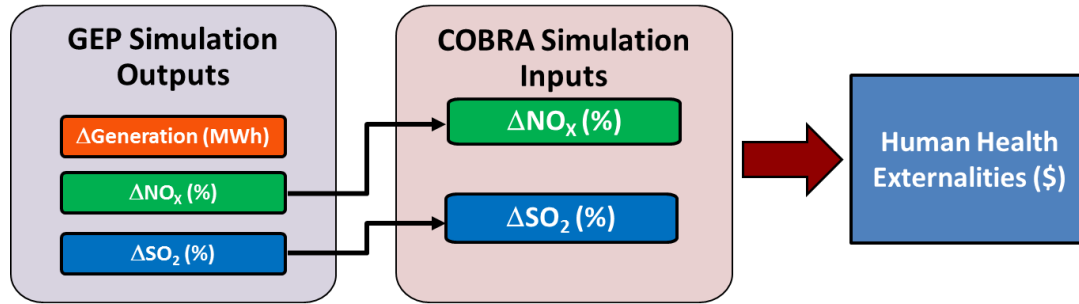 GEP Simulation
Outputs
ΔGeneration (MWh)
ΔNOX (%)
ΔSO2 (%)
COBRA Simulation
Inputs
ΔNOX (%)
ΔSO2 (%)
Human Health
Externalities ($)